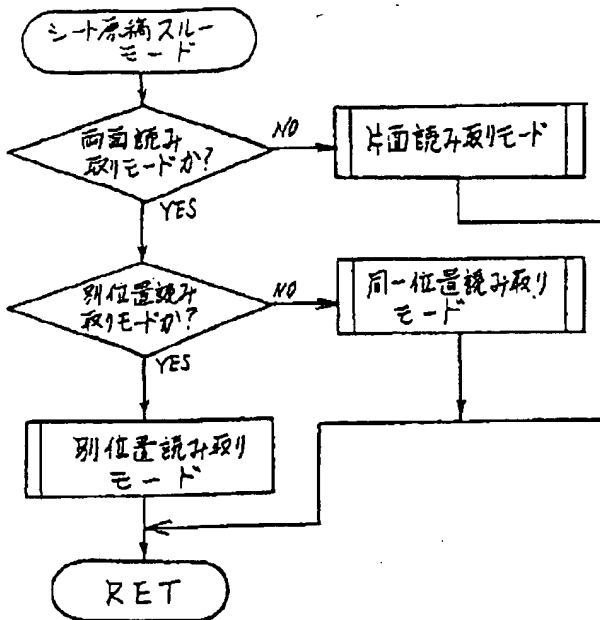 シート原稿スルー
モード
両面読み
取りモードか?
NO
片面読み取りモード
YES
別位置読み
取りモードか?
NO
同一位置読み取り
モード
YES
別位置読み取り
モード
RET